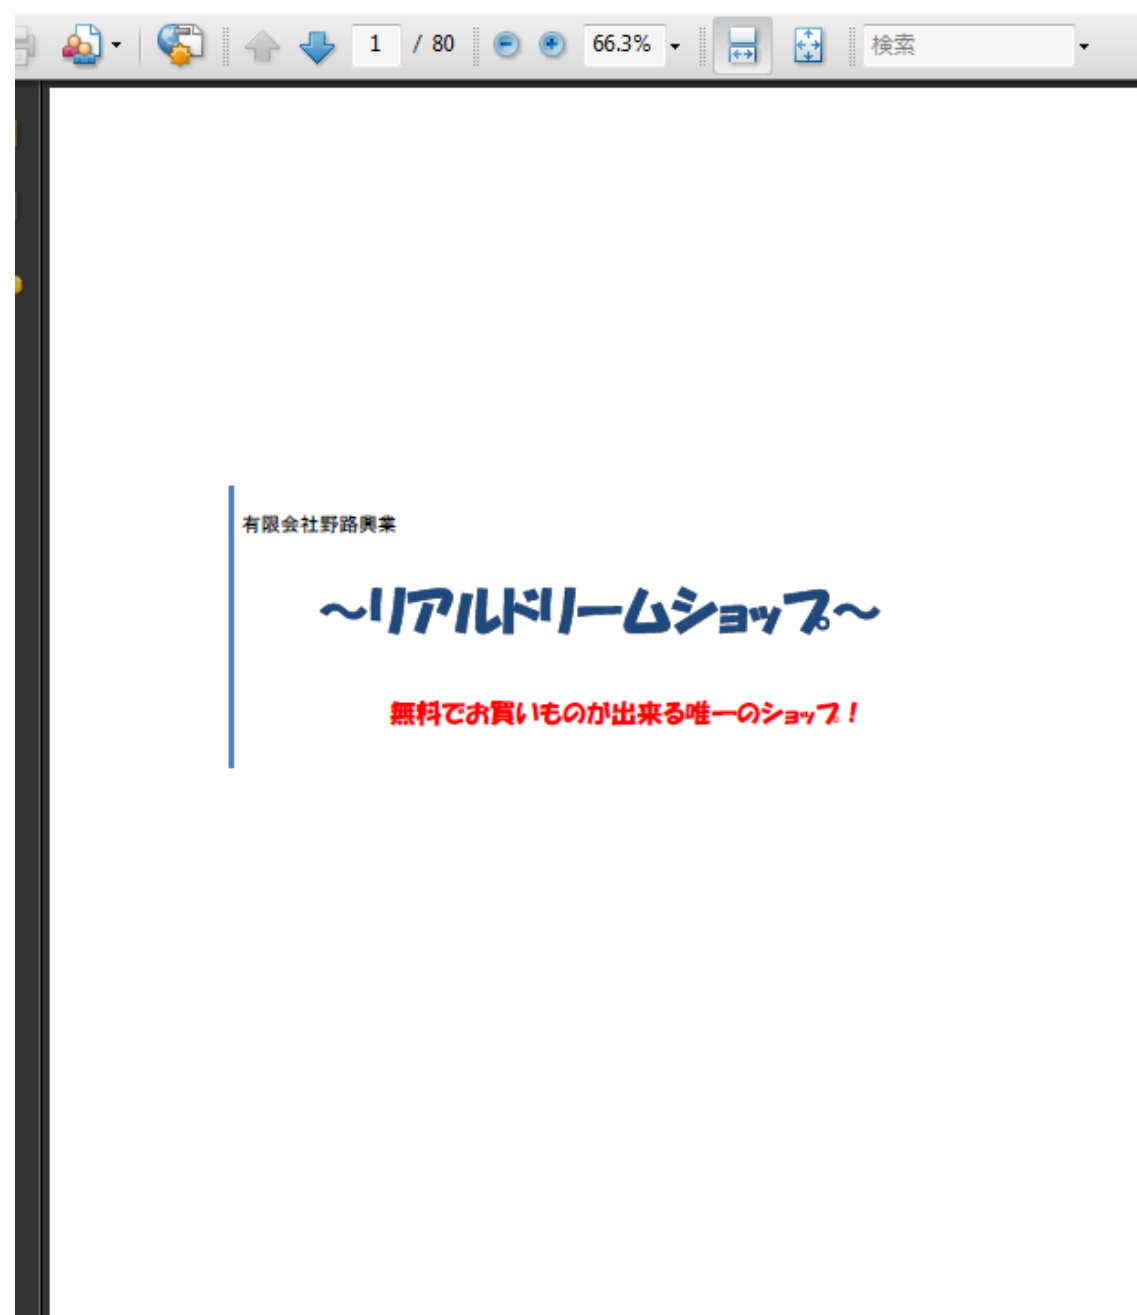 1 / 80 66.3% 検索
有限会社野路興業
～リアルドリームショップ～
無料でお買いものが出来る唯一のショップ！